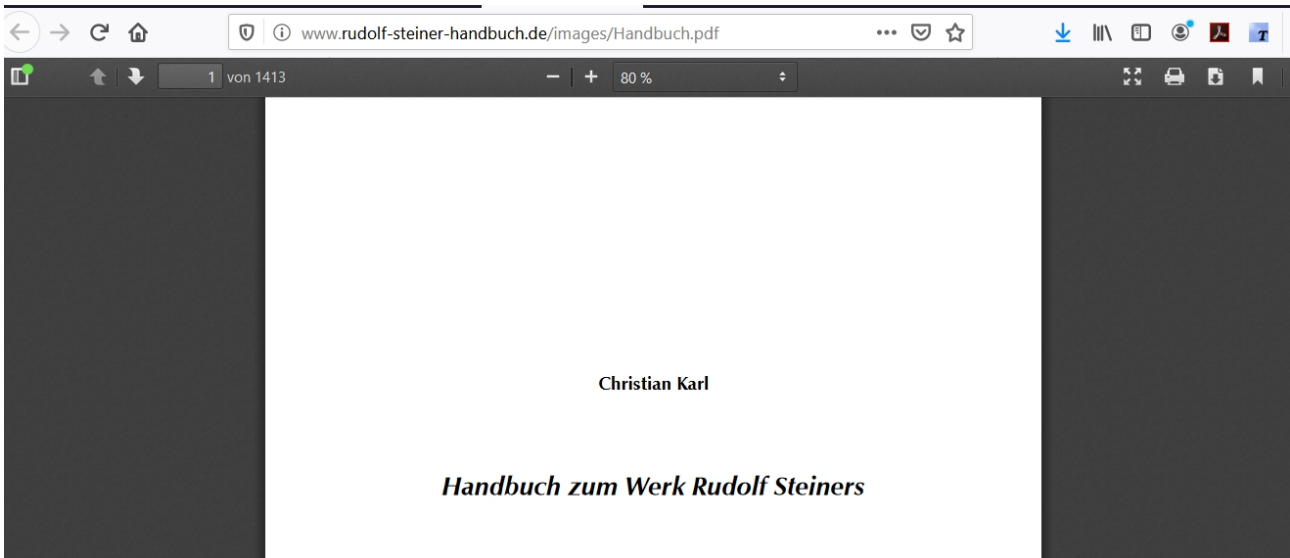 www.rudolf-steiner-handbuch.de/images/Handbuch.pdf
1 von 1413
80 %
Christian Karl
Handbuch zum Werk Rudolf Steiners